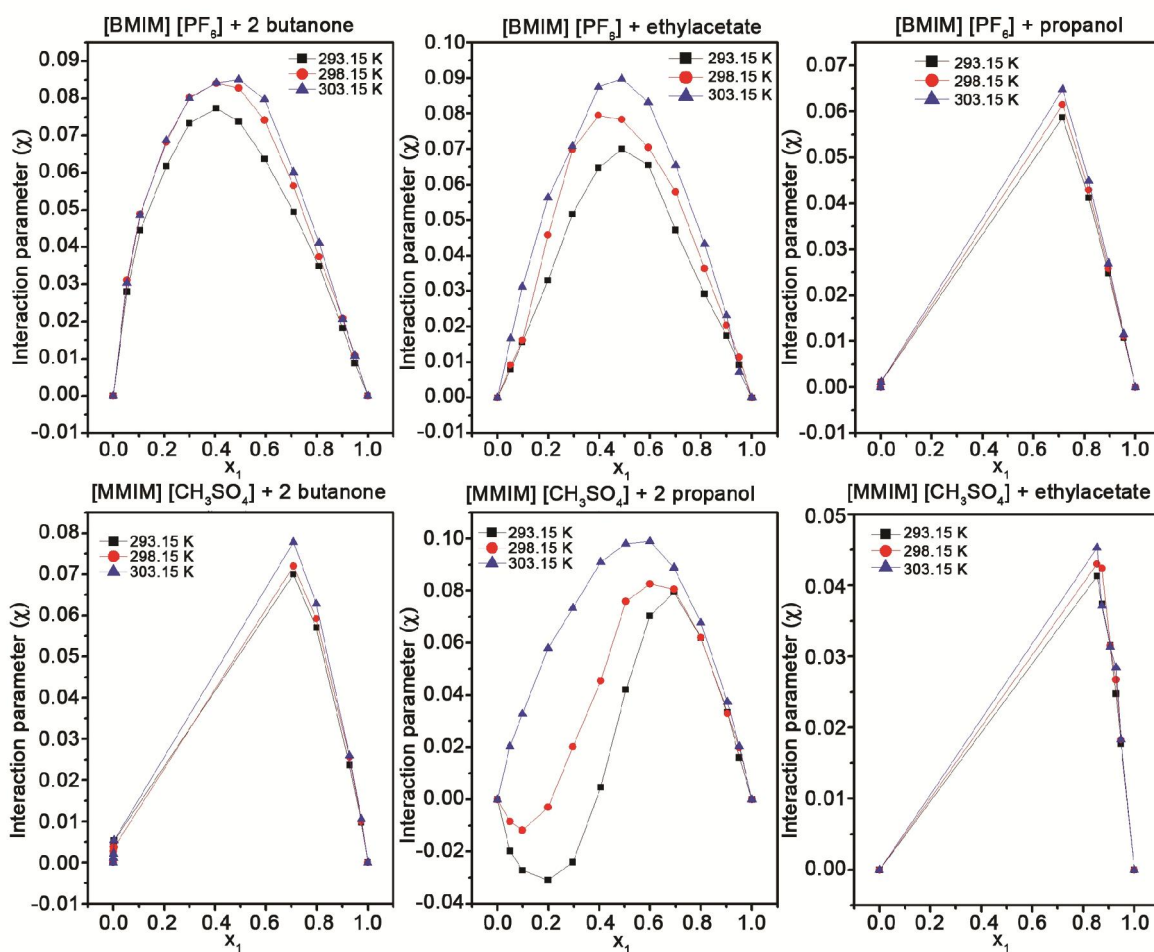 [BMIM] [PF6] + 2 butanone
293.15 K
298.15 K
303.15 K
Interaction parameter (χ)
0.09
0.08
0.07
0.06
0.05
0.04
0.03
0.02
0.01
0.00
-0.01
0.0 0.2 0.4 0.6 0.8 1.0
x1
[BMIM] [PF6] + ethylacetate
293.15 K
298.15 K
303.15 K
Interaction parameter (χ)
0.10
0.09
0.08
0.07
0.06
0.05
0.04
0.03
0.02
0.01
0.00
-0.01
0.0 0.2 0.4 0.6 0.8 1.0
x1
[BMIM] [PF6] + propanol
293.15 K
298.15 K
303.15 K
Interaction parameter (χ)
0.07
0.06
0.05
0.04
0.03
0.02
0.01
0.00
-0.01
0.0 0.2 0.4 0.6 0.8 1.0
x1
[MMIM] [CH3SO4] + 2 butanone
293.15 K
298.15 K
303.15 K
Interaction parameter (χ)
0.08
0.07
0.06
0.05
0.04
0.03
0.02
0.01
0.00
-0.01
0.0 0.2 0.4 0.6 0.8 1.0
x1
[MMIM] [CH3SO4] + 2 propanol
293.15 K
298.15 K
303.15 K
Interaction parameter (χ)
0.10
0.08
0.06
0.04
0.02
0.00
-0.02
-0.04
0.0 0.2 0.4 0.6 0.8 1.0
x1
[MMIM] [CH3SO4] + ethylacetate
293.15 K
298.15 K
303.15 K
Interaction parameter (χ)
0.05
0.04
0.03
0.02
0.01
0.00
0.0 0.2 0.4 0.6 0.8 1.0
x1